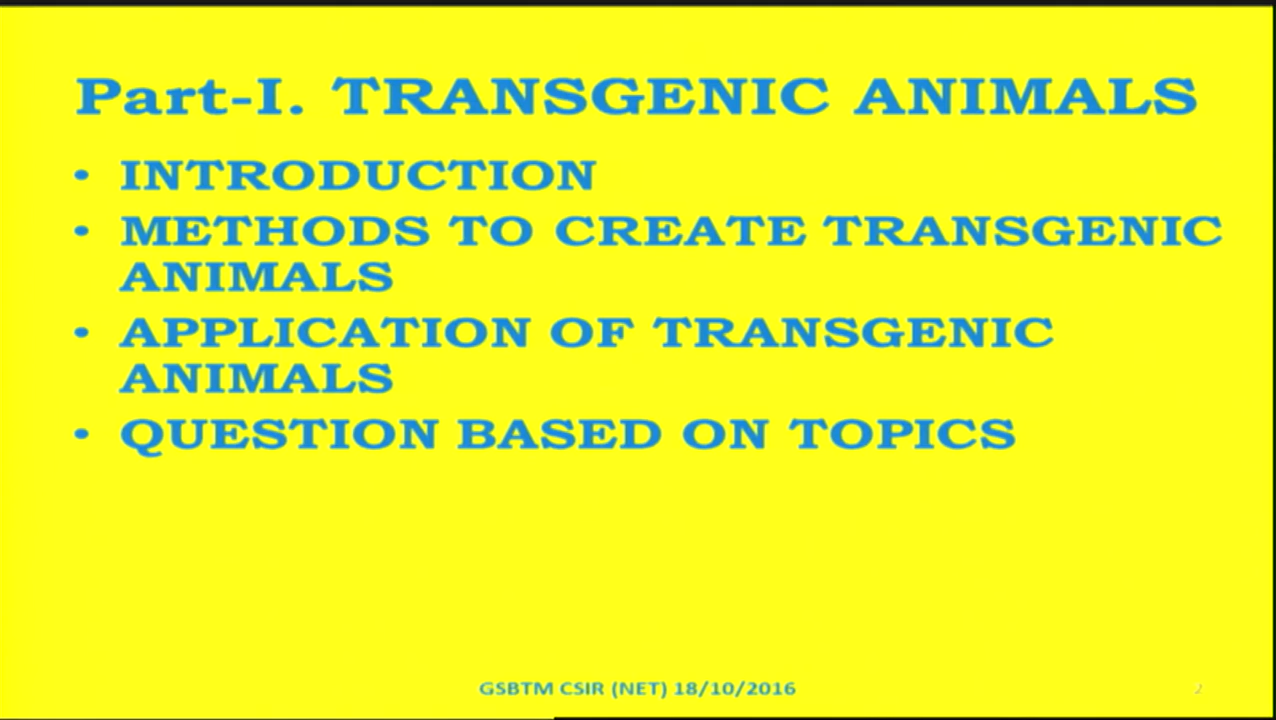 Part-I. TRANSGENIC ANIMALS
• INTRODUCTION
• METHODS TO CREATE TRANSGENIC
ANIMALS
• APPLICATION OF TRANSGENIC
ANIMALS
• QUESTION BASED ON TOPICS
GSBTM CSIR (NET) 18/10/2016
2